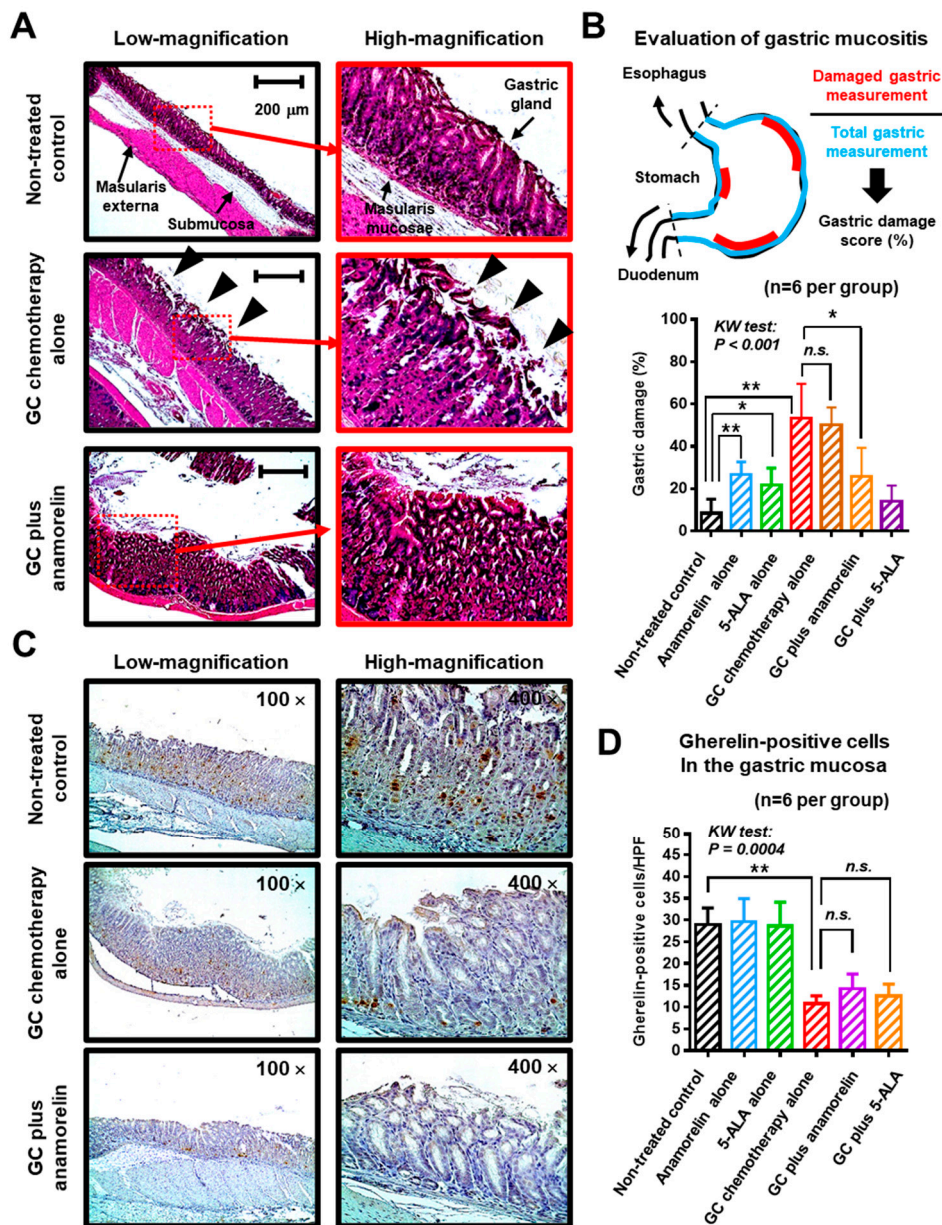 A
Low-magnification
High-magnification
Non-treated
control
200 μm
Masularis
externa
Submucosa
Gastric
gland
Masularis
mucosae
GC chemotherapy
alone
GC plus
anamorelin
B
Evaluation of gastric mucositis
Esophagus
Stomach
Duodenum
Damaged gastric
measurement
Total gastric
measurement
Gastric damage
score (%)
(n=6 per group)
KW test:
P < 0.001
**
*
**
n.s.
*
Gastric damage (%)
100
80
60
40
20
0
Non-treated control
Anamorelin alone
5-ALA alone
GC chemotherapy alone
GC plus anamorelin
GC plus 5-ALA
C
Low-magnification
High-magnification
Non-treated
control
100 ×
400 ×
GC chemotherapy
alone
100 ×
400 ×
GC plus
anamorelin
100 ×
400 ×
D
Gherelin-positive cells
In the gastric mucosa
(n=6 per group)
KW test:
P = 0.0004
**
n.s.
n.s.
Gherelin-positive cells/HPF
50
45
40
35
30
25
20
15
10
5
0
Non-treated control
Anamorelin alone
5-ALA alone
GC chemotherapy alone
GC plus anamorelin
GC plus 5-ALA